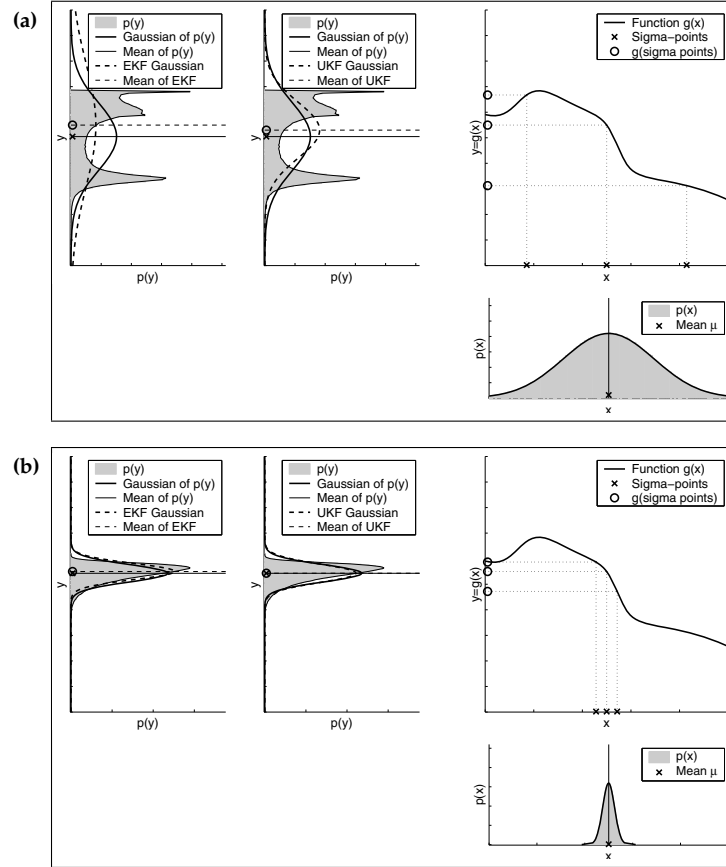 (a)
p(y)
Gaussian of p(y)
Mean of p(y)
EKF Gaussian
Mean of EKF
y
p(y)
p(y)
Gaussian of p(y)
Mean of p(y)
UKF Gaussian
Mean of UKF
y
p(y)
Function g(x)
Sigma-points
g(sigma points)
y=g(x)
x
p(x)
Mean μ
p(x)
x
(b)
p(y)
Gaussian of p(y)
Mean of p(y)
EKF Gaussian
Mean of EKF
y
p(y)
p(y)
Gaussian of p(y)
Mean of p(y)
UKF Gaussian
Mean of UKF
y
p(y)
Function g(x)
Sigma-points
g(sigma points)
y=g(x)
x
p(x)
Mean μ
p(x)
x